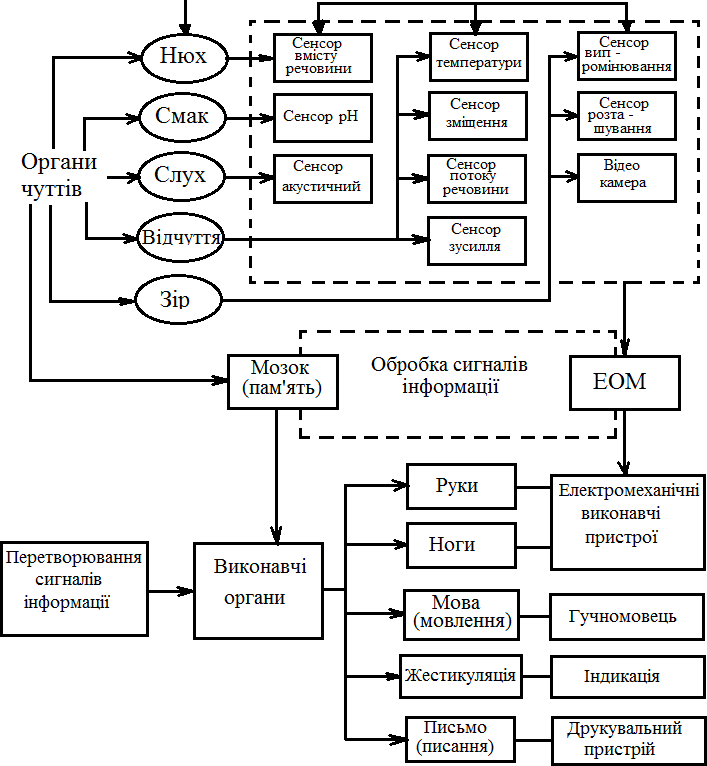 Нюх
Сенсор
вмісту
речовини
Сенсор
температури
Сенсор
вип -
ромінювання
Смак
Сенсор pH
Сенсор
зміщення
Сенсор
розта -
шування
Органи
чуттів
Слух
Сенсор
акустичний
Сенсор
потоку
речовини
Відео
камера
Відчуття
Сенсор
зусилля
Зір
Мозок
(пам'ять)
Обробка сигналів
інформації
ЕОМ
Руки
Електромеханічні
виконавчі
пристрої
Ноги
Перетворювання
сигналів
інформації
Виконавчі
органи
Мова
(мовлення)
Гучномовець
Жестикуляція
Індикація
Письмо
(писання)
Друкувальний
пристрій